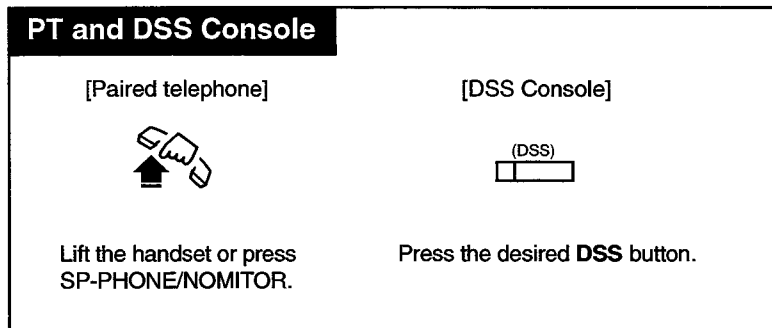 PT and DSS Console
[Paired telephone]
[DSS Console]
(DSS)
Lift the handset or press
SP-PHONE/NOMITOR.
Press the desired DSS button.